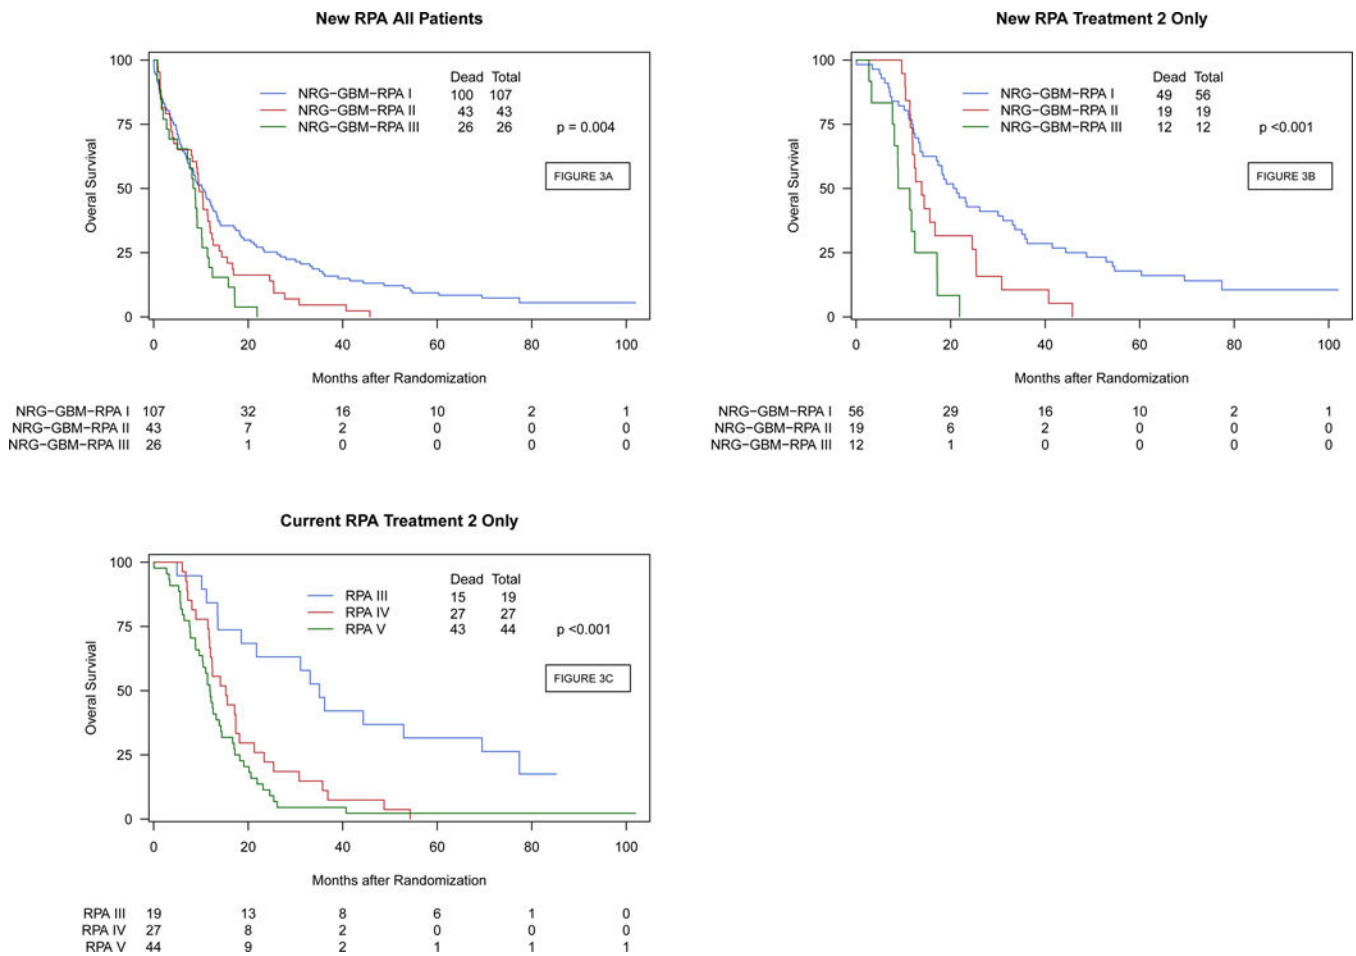 New RPA All Patients
100
75
50
25
0
Overal Survival
Dead Total
NRG-GBM-RPA I 100 107
NRG-GBM-RPA II 43 43
NRG-GBM-RPA III 26 26
p = 0.004
FIGURE 3A
0 20 40 60 80 100
Months after Randomization
NRG-GBM-RPA I 107 32 16 10 2 1
NRG-GBM-RPA II 43 7 2 0 0 0
NRG-GBM-RPA III 26 1 0 0 0 0
New RPA Treatment 2 Only
100
75
50
25
0
Overal Survival
Dead Total
NRG-GBM-RPA I 49 56
NRG-GBM-RPA II 19 19
NRG-GBM-RPA III 12 12
p <0.001
FIGURE 3B
0 20 40 60 80 100
Months after Randomization
NRG-GBM-RPA I 56 29 16 10 2 1
NRG-GBM-RPA II 19 6 2 0 0 0
NRG-GBM-RPA III 12 1 0 0 0 0
Current RPA Treatment 2 Only
100
75
50
25
0
Overal Survival
Dead Total
RPA III 15 19
RPA IV 27 27
RPA V 43 44
p <0.001
FIGURE 3C
0 20 40 60 80 100
Months after Randomization
RPA III 19 13 8 6 1 0
RPA IV 27 8 2 0 0 0
RPA V 44 9 2 1 1 1